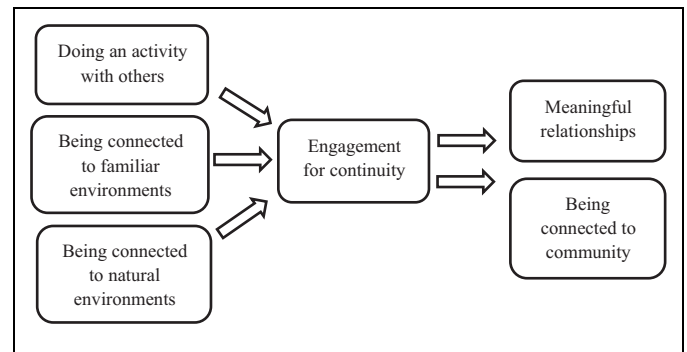 Doing an activity
with others
Being connected
to familiar
environments
Being connected
to natural
environments
Engagement
for continuity
Meaningful
relationships
Being
connected to
community